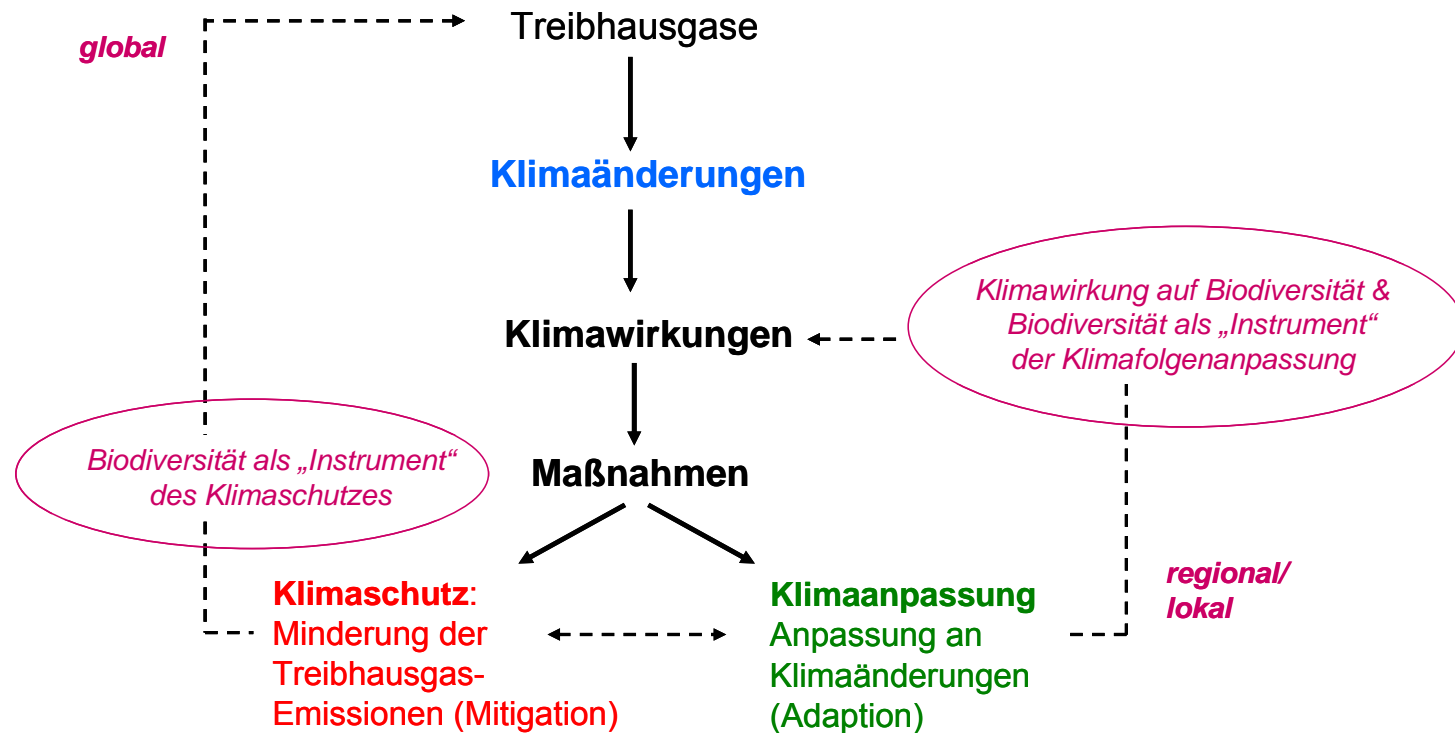 global
Treibhausgase
Klimaänderungen
Klimawirkungen
Klimawirkung auf Biodiversität &
Biodiversität als „Instrument“
der Klimafolgenanpassung
Maßnahmen
Biodiversität als „Instrument“
des Klimaschutzes
Klimaschutz:
Minderung der
Treibhausgas-
Emissionen (Mitigation)
Klimaanpassung
Anpassung an
Klimaänderungen
(Adaption)
regional/
lokal